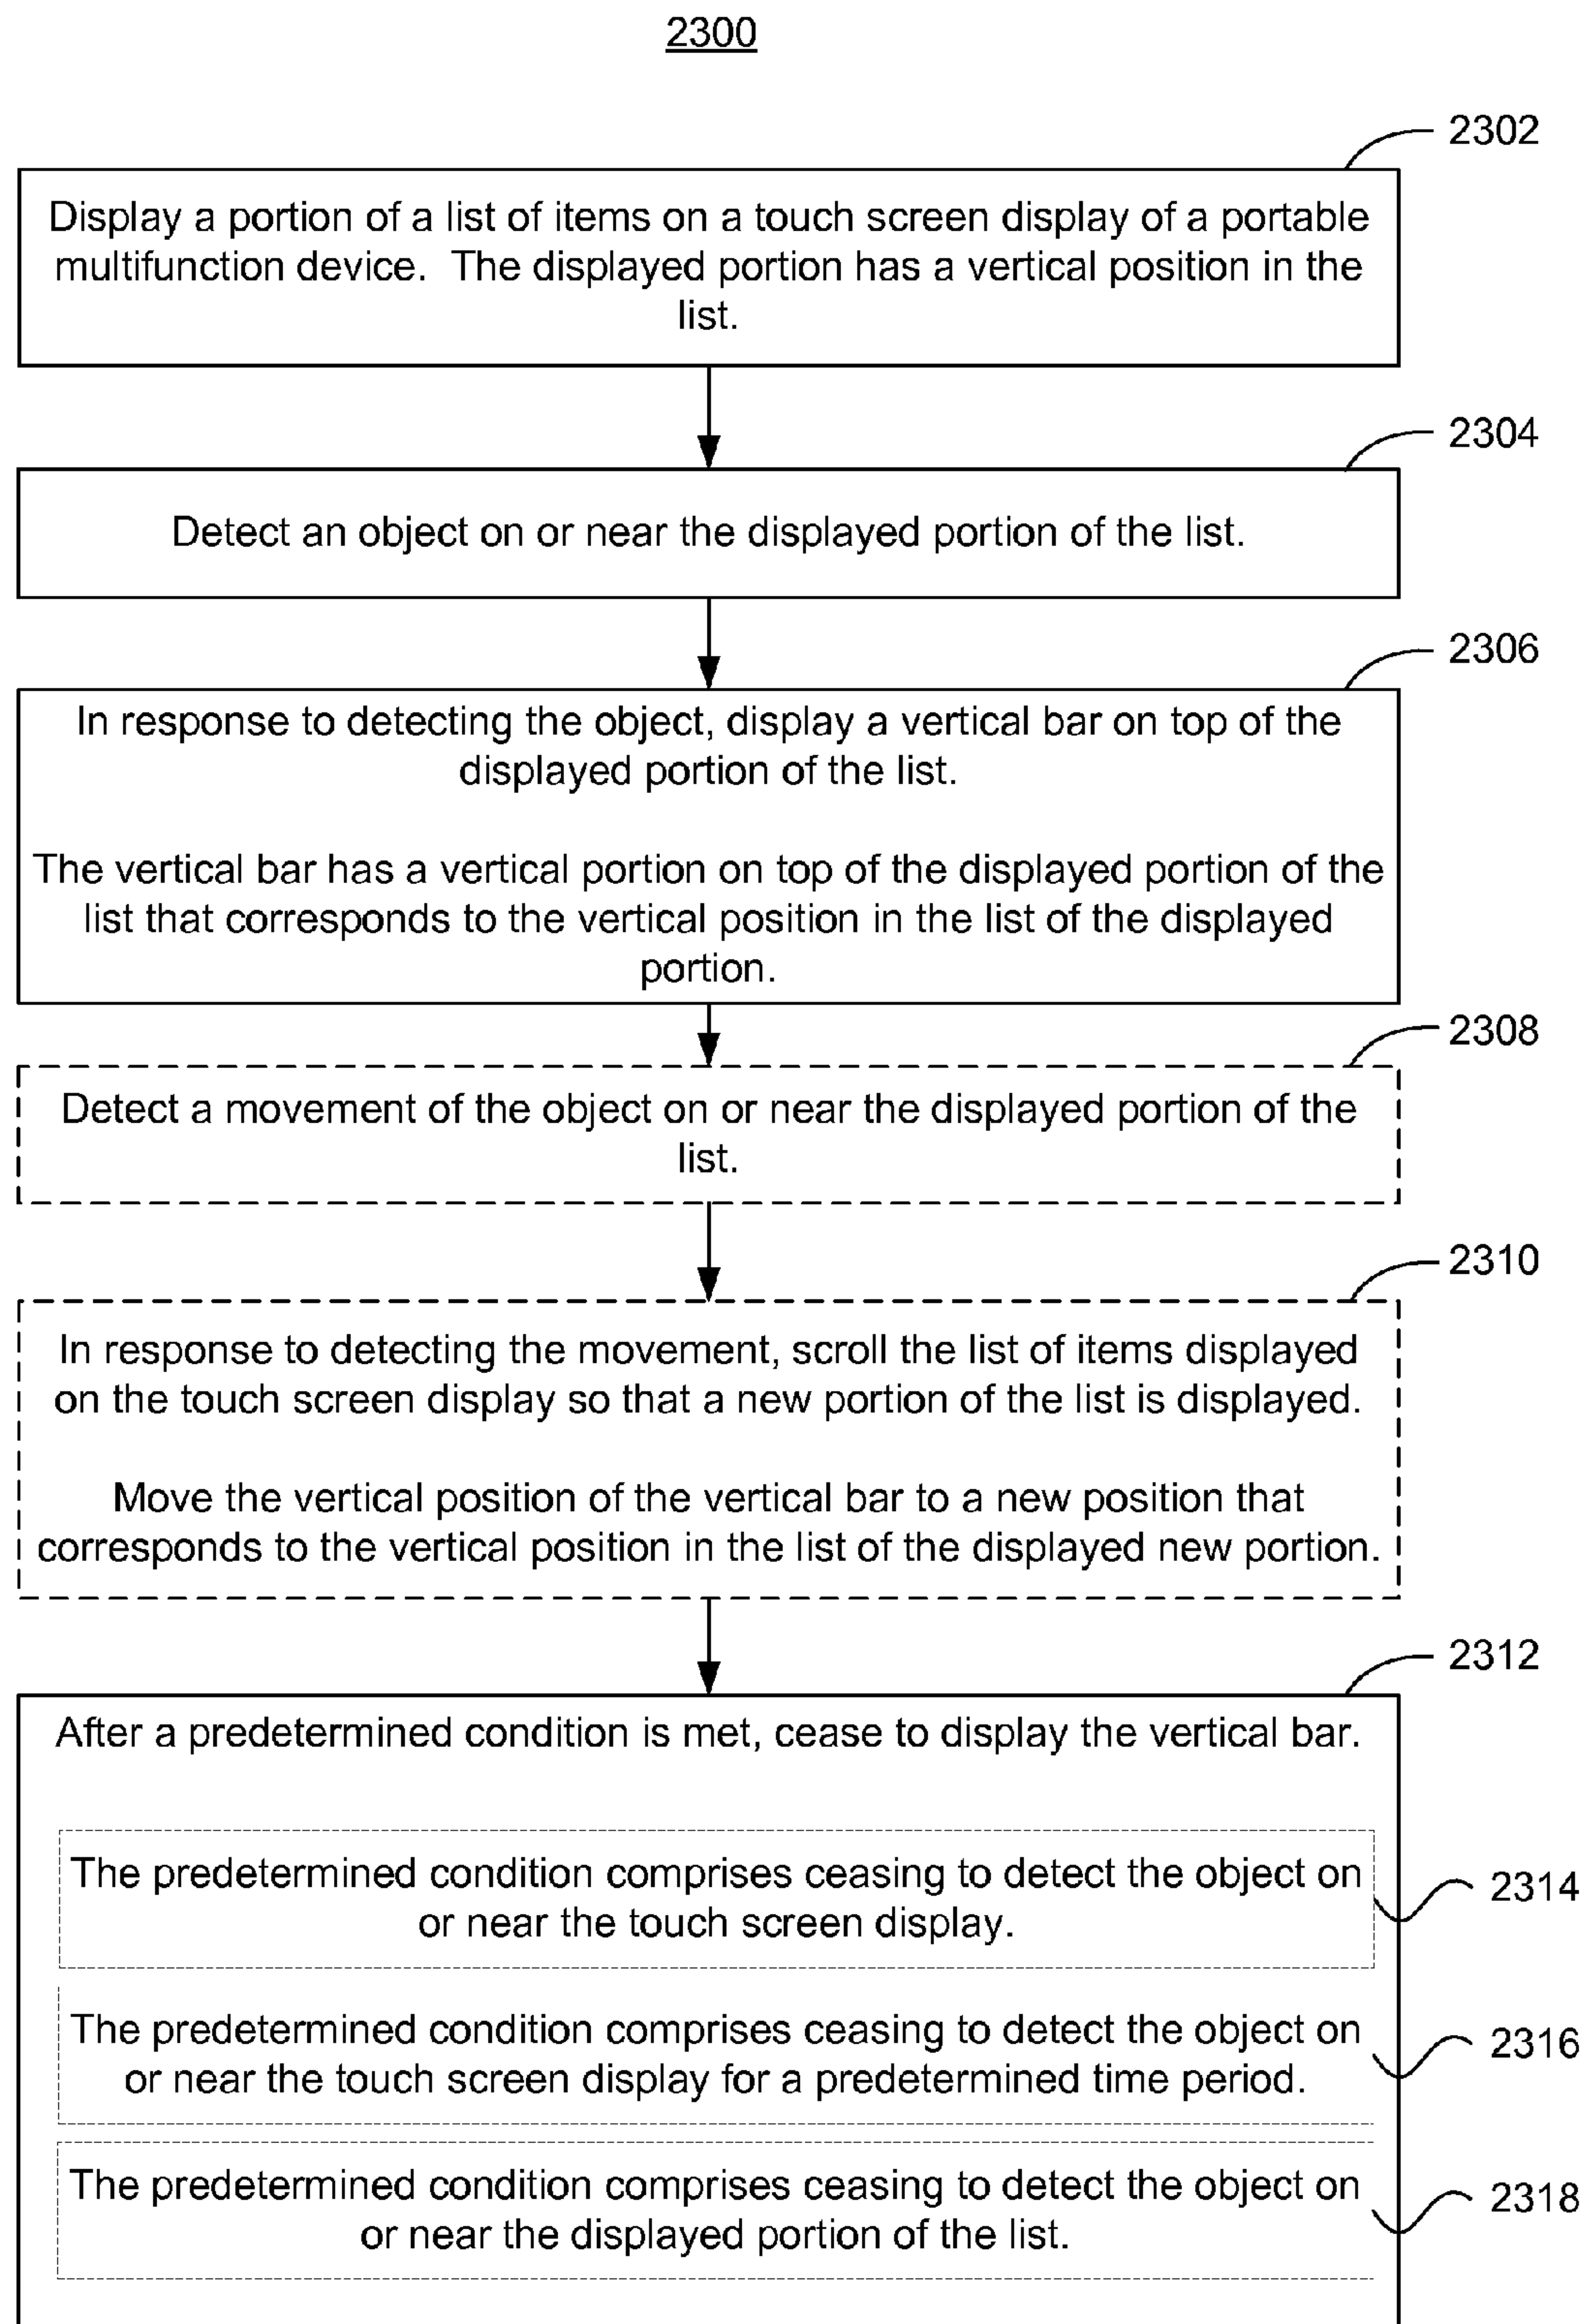 2300
2302
Display a portion of a list of items on a touch screen display of a portable
multifunction device.  The displayed portion has a vertical position in the
list.
2304
Detect an object on or near the displayed portion of the list.
2306
In response to detecting the object, display a vertical bar on top of the
displayed portion of the list.
The vertical bar has a vertical portion on top of the displayed portion of the
list that corresponds to the vertical position in the list of the displayed
portion.
2308
Detect a movement of the object on or near the displayed portion of the
list.
2310
In response to detecting the movement, scroll the list of items displayed
on the touch screen display so that a new portion of the list is displayed.
Move the vertical position of the vertical bar to a new position that
corresponds to the vertical position in the list of the displayed new portion.
2312
After a predetermined condition is met, cease to display the vertical bar.
The predetermined condition comprises ceasing to detect the object on
or near the touch screen display.
2314
The predetermined condition comprises ceasing to detect the object on
or near the touch screen display for a predetermined time period.
2316
The predetermined condition comprises ceasing to detect the object on
or near the displayed portion of the list.
2318